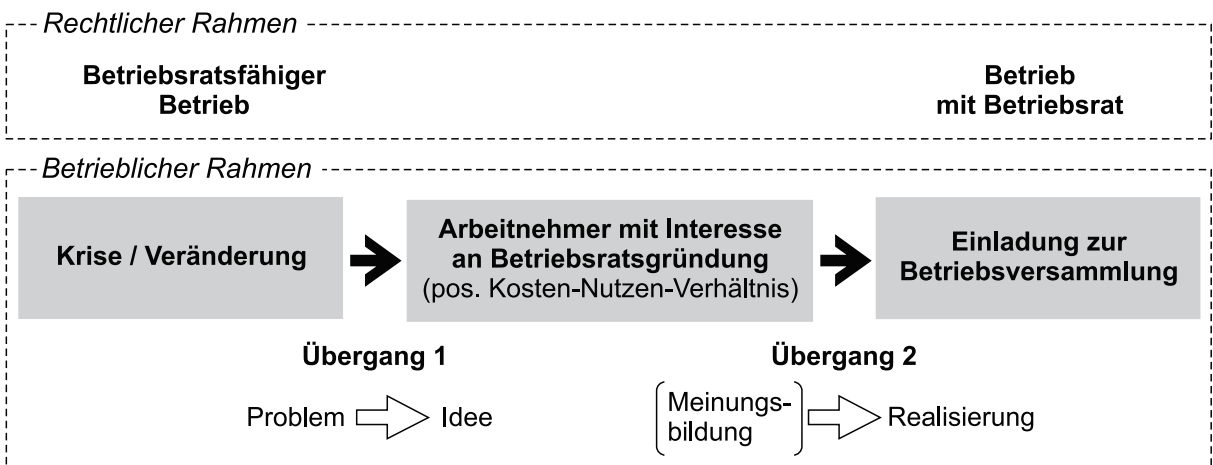 Rechtlicher Rahmen
Betriebsratsfähiger
Betrieb
Betrieb
mit Betriebsrat
Betrieblicher Rahmen
Krise / Veränderung
Arbeitnehmer mit Interesse
an Betriebsratsgründung
(pos. Kosten-Nutzen-Verhältnis)
Einladung zur
Betriebsversammlung
Übergang 1
Übergang 2
Problem
Idee
Meinungs-
bildung
Realisierung